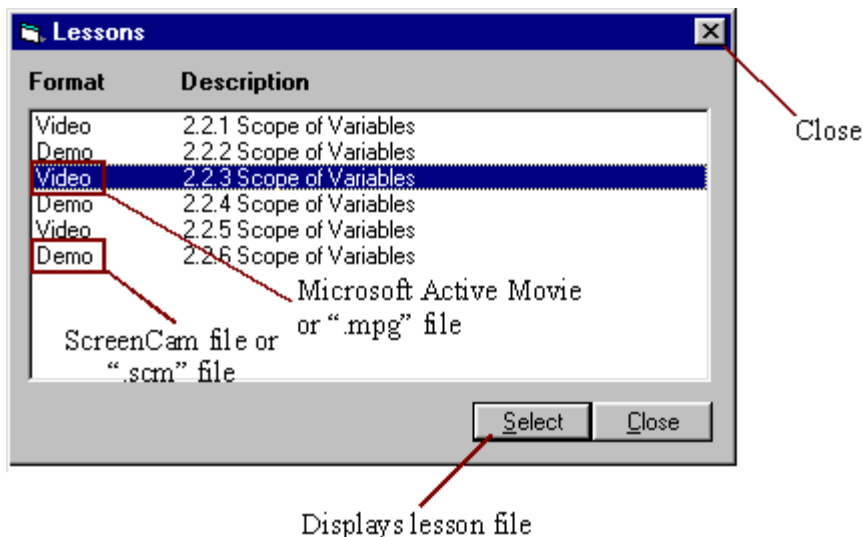 Lessons
Format Description
Close
Video 2.2.1 Scope of Variables
Demo 2.2.2 Scope of Variables
Video 2.2.3 Scope of Variables
Demo 2.2.4 Scope of Variables
Video 2.2.5 Scope of Variables
Demo 2.2.6 Scope of Variables
Microsoft Active Movie
or “.mpg” file
ScreenCam file or
“.scm” file
Select Close
Displays lesson file